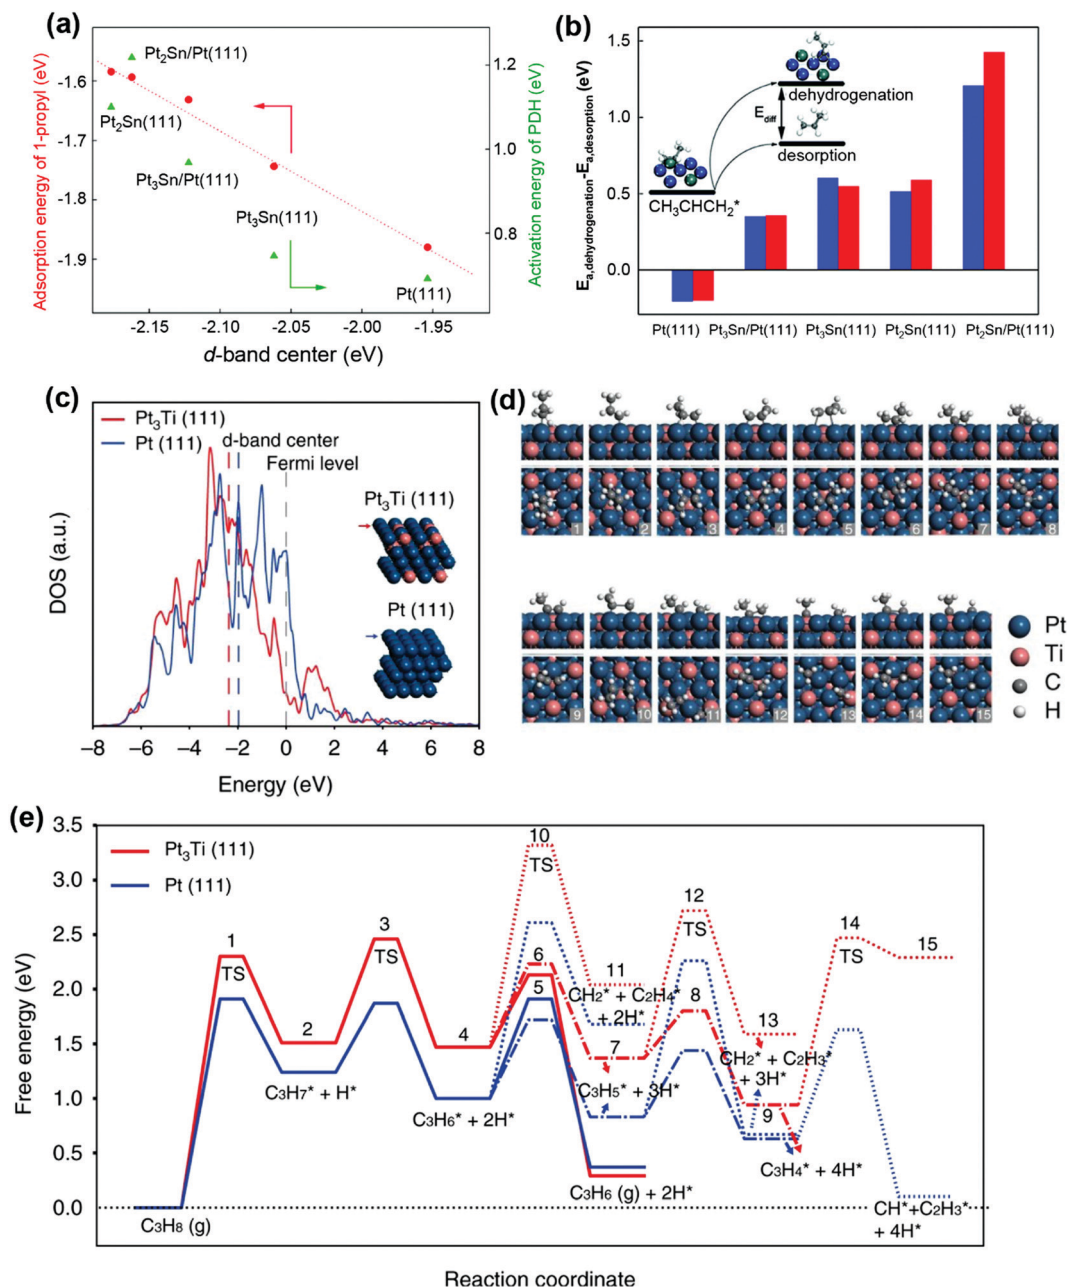 (a)
Adsorption energy of 1-propyl (eV)
-1.6
-1.7
-1.8
-1.9
Pt2Sn/Pt(111)
Pt2Sn(111)
Pt3Sn/Pt(111)
Pt3Sn(111)
Pt(111)
1.2
1.0
0.8
Activation energy of PDH (eV)
-2.15 -2.10 -2.05 -2.00 -1.95
d-band center (eV)
(b)
Ea,dehydrogenation-Ea,desorption (eV)
1.5
1.0
0.5
0.0
dehydrogenation
Ediff
desorption
CH3CHCH2*
Pt(111) Pt3Sn/Pt(111) Pt3Sn(111) Pt2Sn(111) Pt2Sn/Pt(111)
(c)
Pt3Ti (111)
Pt (111)
d-band center
Fermi level
Pt3Ti (111)
Pt (111)
DOS (a.u.)
−8 −6 −4 −2 0 2 4 6 8
Energy (eV)
(d)
1 2 3 4 5 6 7 8
9 10 11 12 13 14 15
Pt
Ti
C
H
(e)
Free energy (eV)
3.5
3.0
2.5
2.0
1.5
1.0
0.5
0.0
Pt3Ti (111)
Pt (111)
1
TS
2
3
TS
4
10
TS
6
5
11
CH2* + C2H4*
+ 2H*
7
C3H5* + 3H*
12
TS
8
13
CH2* + C2H3*
+ 3H*
9
C3H4* + 4H*
14
TS
15
C3H7* + H*
C3H6* + 2H*
C3H6 (g) + 2H*
C3H8 (g)
CH*+C2H3*
+ 4H*
Reaction coordinate